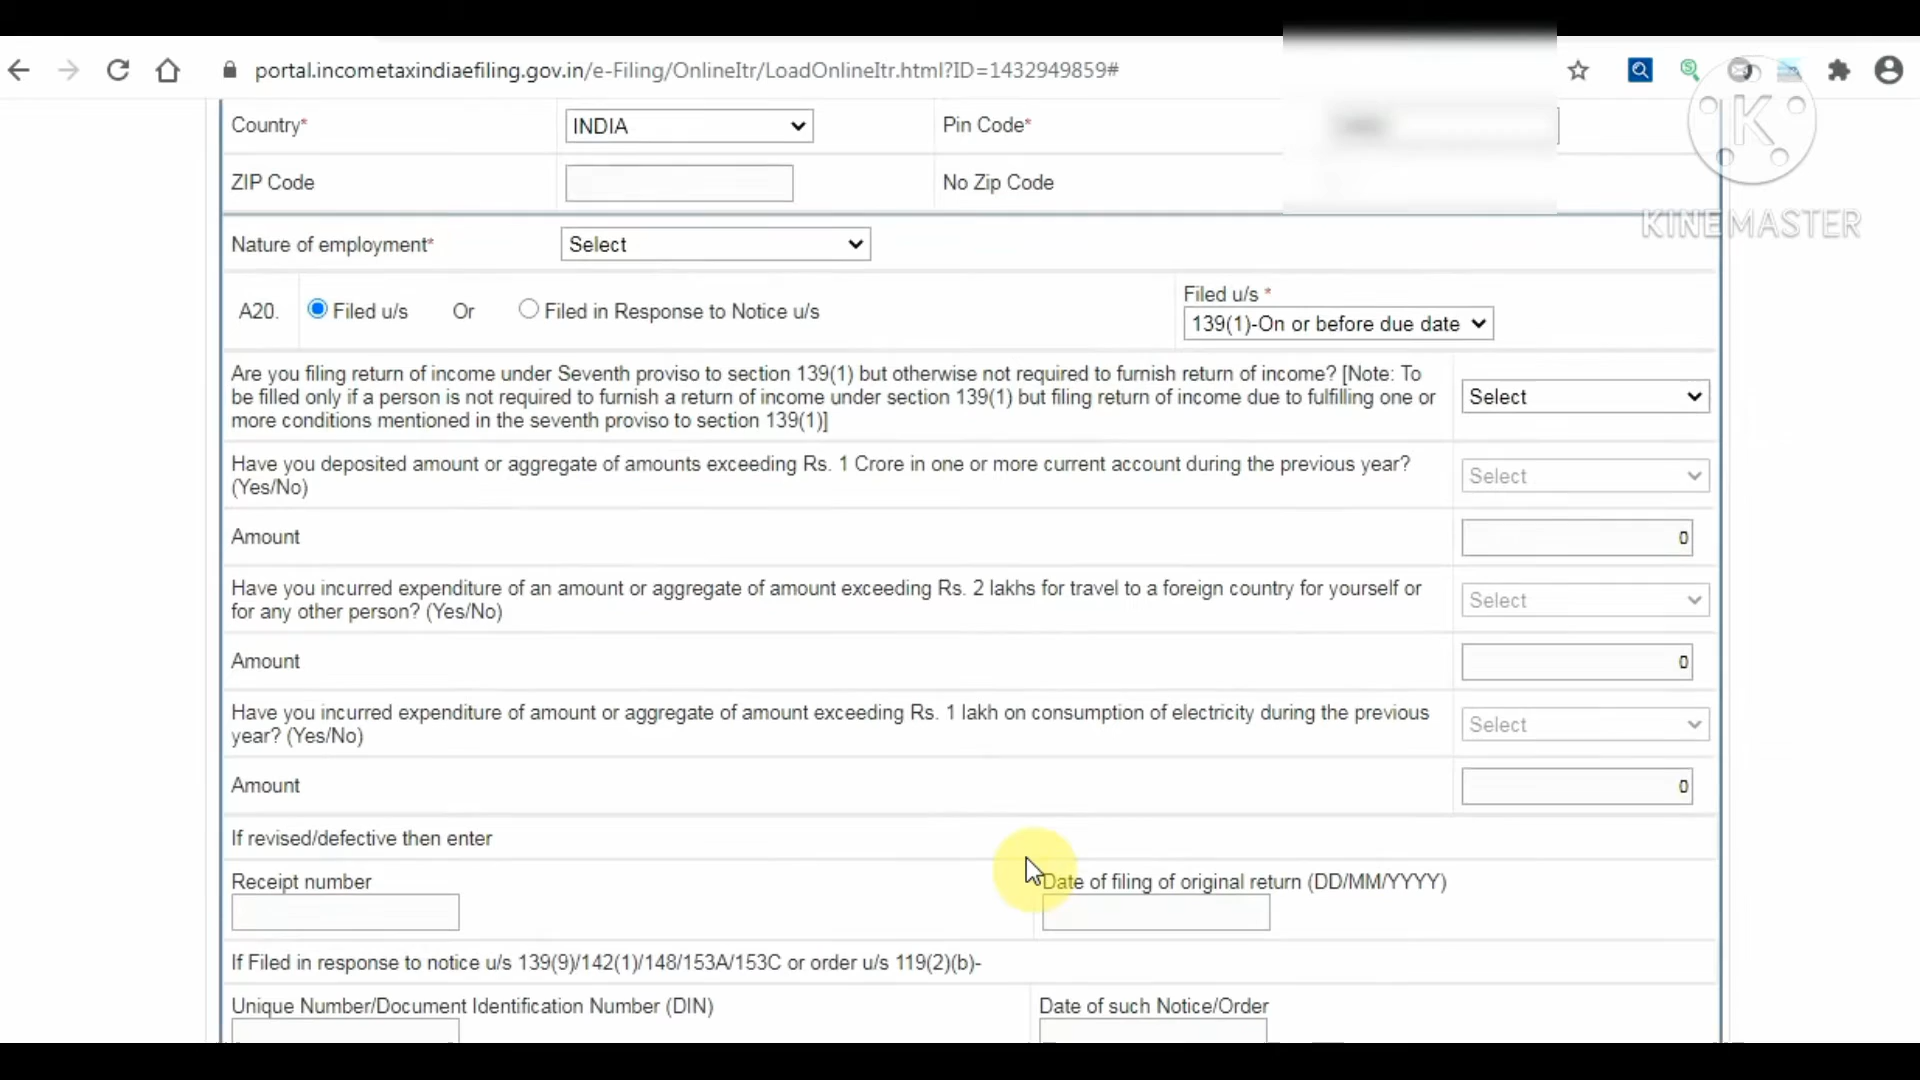 portal.incometaxindiaefiling.gov.in/e-Filing/OnlineItr/LoadOnlineItr.html?ID=1432949859#
Country* INDIA Pin Code*
ZIP Code No Zip Code
KINEMASTER
Nature of employment* Select
A20. Filed u/s Or Filed in Response to Notice u/s
Filed u/s *
139(1)-On or before due date
Are you filing return of income under Seventh proviso to section 139(1) but otherwise not required to furnish return of income? [Note: To
be filled only if a person is not required to furnish a return of income under section 139(1) but filing return of income due to fulfilling one or
more conditions mentioned in the seventh proviso to section 139(1)]
Select
Have you deposited amount or aggregate of amounts exceeding Rs. 1 Crore in one or more current account during the previous year?
(Yes/No)
Select
Amount 0
Have you incurred expenditure of an amount or aggregate of amount exceeding Rs. 2 lakhs for travel to a foreign country for yourself or
for any other person? (Yes/No)
Select
Amount 0
Have you incurred expenditure of amount or aggregate of amount exceeding Rs. 1 lakh on consumption of electricity during the previous
year? (Yes/No)
Select
Amount 0
If revised/defective then enter
Receipt number Date of filing of original return (DD/MM/YYYY)
If Filed in response to notice u/s 139(9)/142(1)/148/153A/153C or order u/s 119(2)(b)-
Unique Number/Document Identification Number (DIN) Date of such Notice/Order